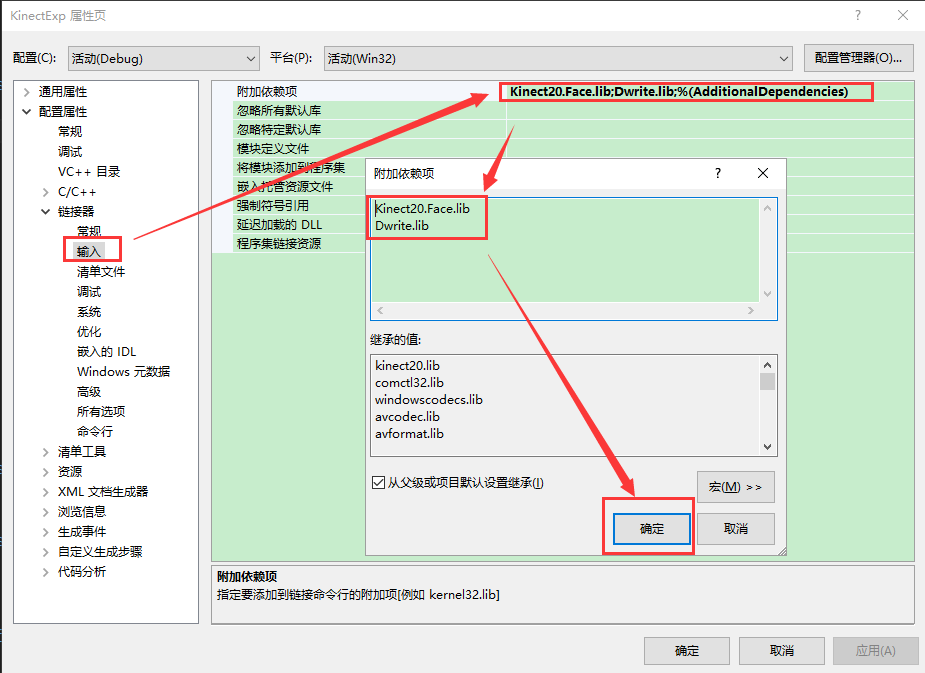 KinectExp 属性页
配置(C): 活动(Debug) 平台(P): 活动(Win32) 配置管理器(O)...
通用属性
配置属性
常规
调试
VC++ 目录
C/C++
链接器
常规
输入
清单文件
调试
系统
优化
嵌入的 IDL
Windows 元数据
高级
所有选项
命令行
清单工具
资源
XML 文档生成器
浏览信息
生成事件
自定义生成步骤
代码分析
附加依赖项 Kinect20.Face.lib;Dwrite.lib;%(AdditionalDependencies)
忽略所有默认库
忽略特定默认库
模块定义文件
将模块添加到程序集
嵌入托管资源文件
强制符号引用
延迟加载的 DLL
程序集链接资源
附加依赖项
Kinect20.Face.lib
Dwrite.lib
继承的值:
kinect20.lib
comctl32.lib
windowscodecs.lib
avcodec.lib
avformat.lib
从父级或项目默认设置继承(I)
宏(M) >>
确定 取消
附加依赖项
指定要添加到链接命令行的附加项[例如 kernel32.lib]
确定 取消 应用(A)